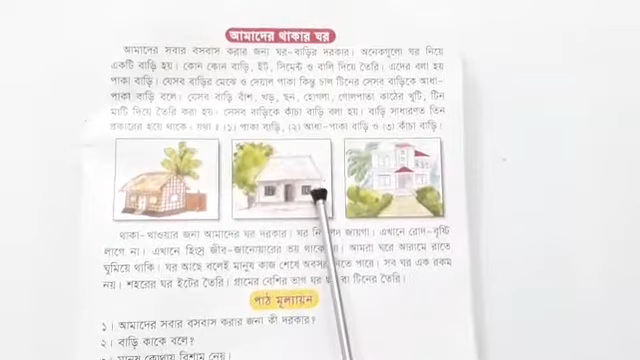 আমাদের থাকার ঘর
আমাদের সবার বসবাস করার জন্য ঘর-বাড়ির দরকার। অনেকগুলো ঘর নিয়ে
একটি বাড়ি হয়। কোন কোন বাড়ি, ইট, সিমেন্ট ও বালি দিয়ে তৈরি। এদের বলা হয়
পাকা বাড়ি। যেসব বাড়ির মেঝে ও দেয়াল পাকা কিন্তু চাল টিনের সেসব বাড়িকে আধা-
পাকা বাড়ি বলে। যেসব বাড়ি বাঁশ, খড়, ছন, হোগলা, গোলপাতা কাঠের খুটি, টিন
মাটি দিয়ে তৈরি করা হয়। সেসব বাড়িকে কাঁচা বাড়ি বলা হয়। বাড়ি সাধারণত তিন
প্রকারের হয়ে থাকে। যথা : (১) পাকা বাড়ি, (২) আধা-পাকা বাড়ি ও (৩) কাঁচা বাড়ি।
থাকা-খাওয়ার জন্য আমাদের ঘর দরকার। ঘর জায়গা। এখানে রোদ-বৃষ্টি
লাগে না। এখানে হিংস্র জীব-জানোয়ারের ভয় থাকে না। আমরা ঘরে আরামে রাতে
ঘুমিয়ে থাকি। ঘর আছে বলেই মানুষ কাজ শেষে নিতে পারে। সব ঘর এক রকম
নয়। শহরের ঘর ইটের তৈরি। গ্রামের বেশির ভাগ ঘর বা টিনের তৈরি।
পাঠ মূল্যায়ন
১। আমাদের সবার বসবাস করার জন্য কী দরকার?
২। বাড়ি কাকে বলে?
৩। মানুষ কোথায় বিশ্রাম নেয়।